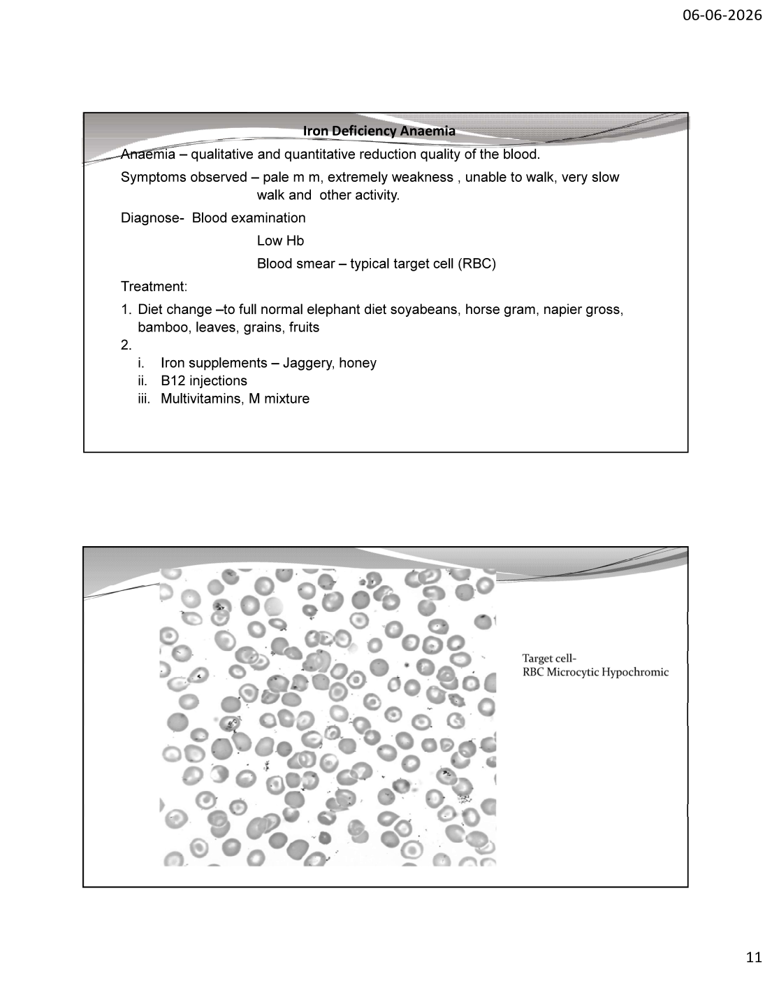 06-06-2026
Iron Deficiency Anaemia
Anaemia – qualitative and quantitative reduction quality of the blood.
Symptoms observed – pale m m, extremely weakness , unable to walk, very slow
walk and other activity.
Diagnose- Blood examination
Low Hb
Blood smear – typical target cell (RBC)
Treatment:
1. Diet change –to full normal elephant diet soyabeans, horse gram, napier gross,
bamboo, leaves, grains, fruits
2.
i. Iron supplements – Jaggery, honey
ii. B12 injections
iii. Multivitamins, M mixture
Target cell-
RBC Microcytic Hypochromic
11